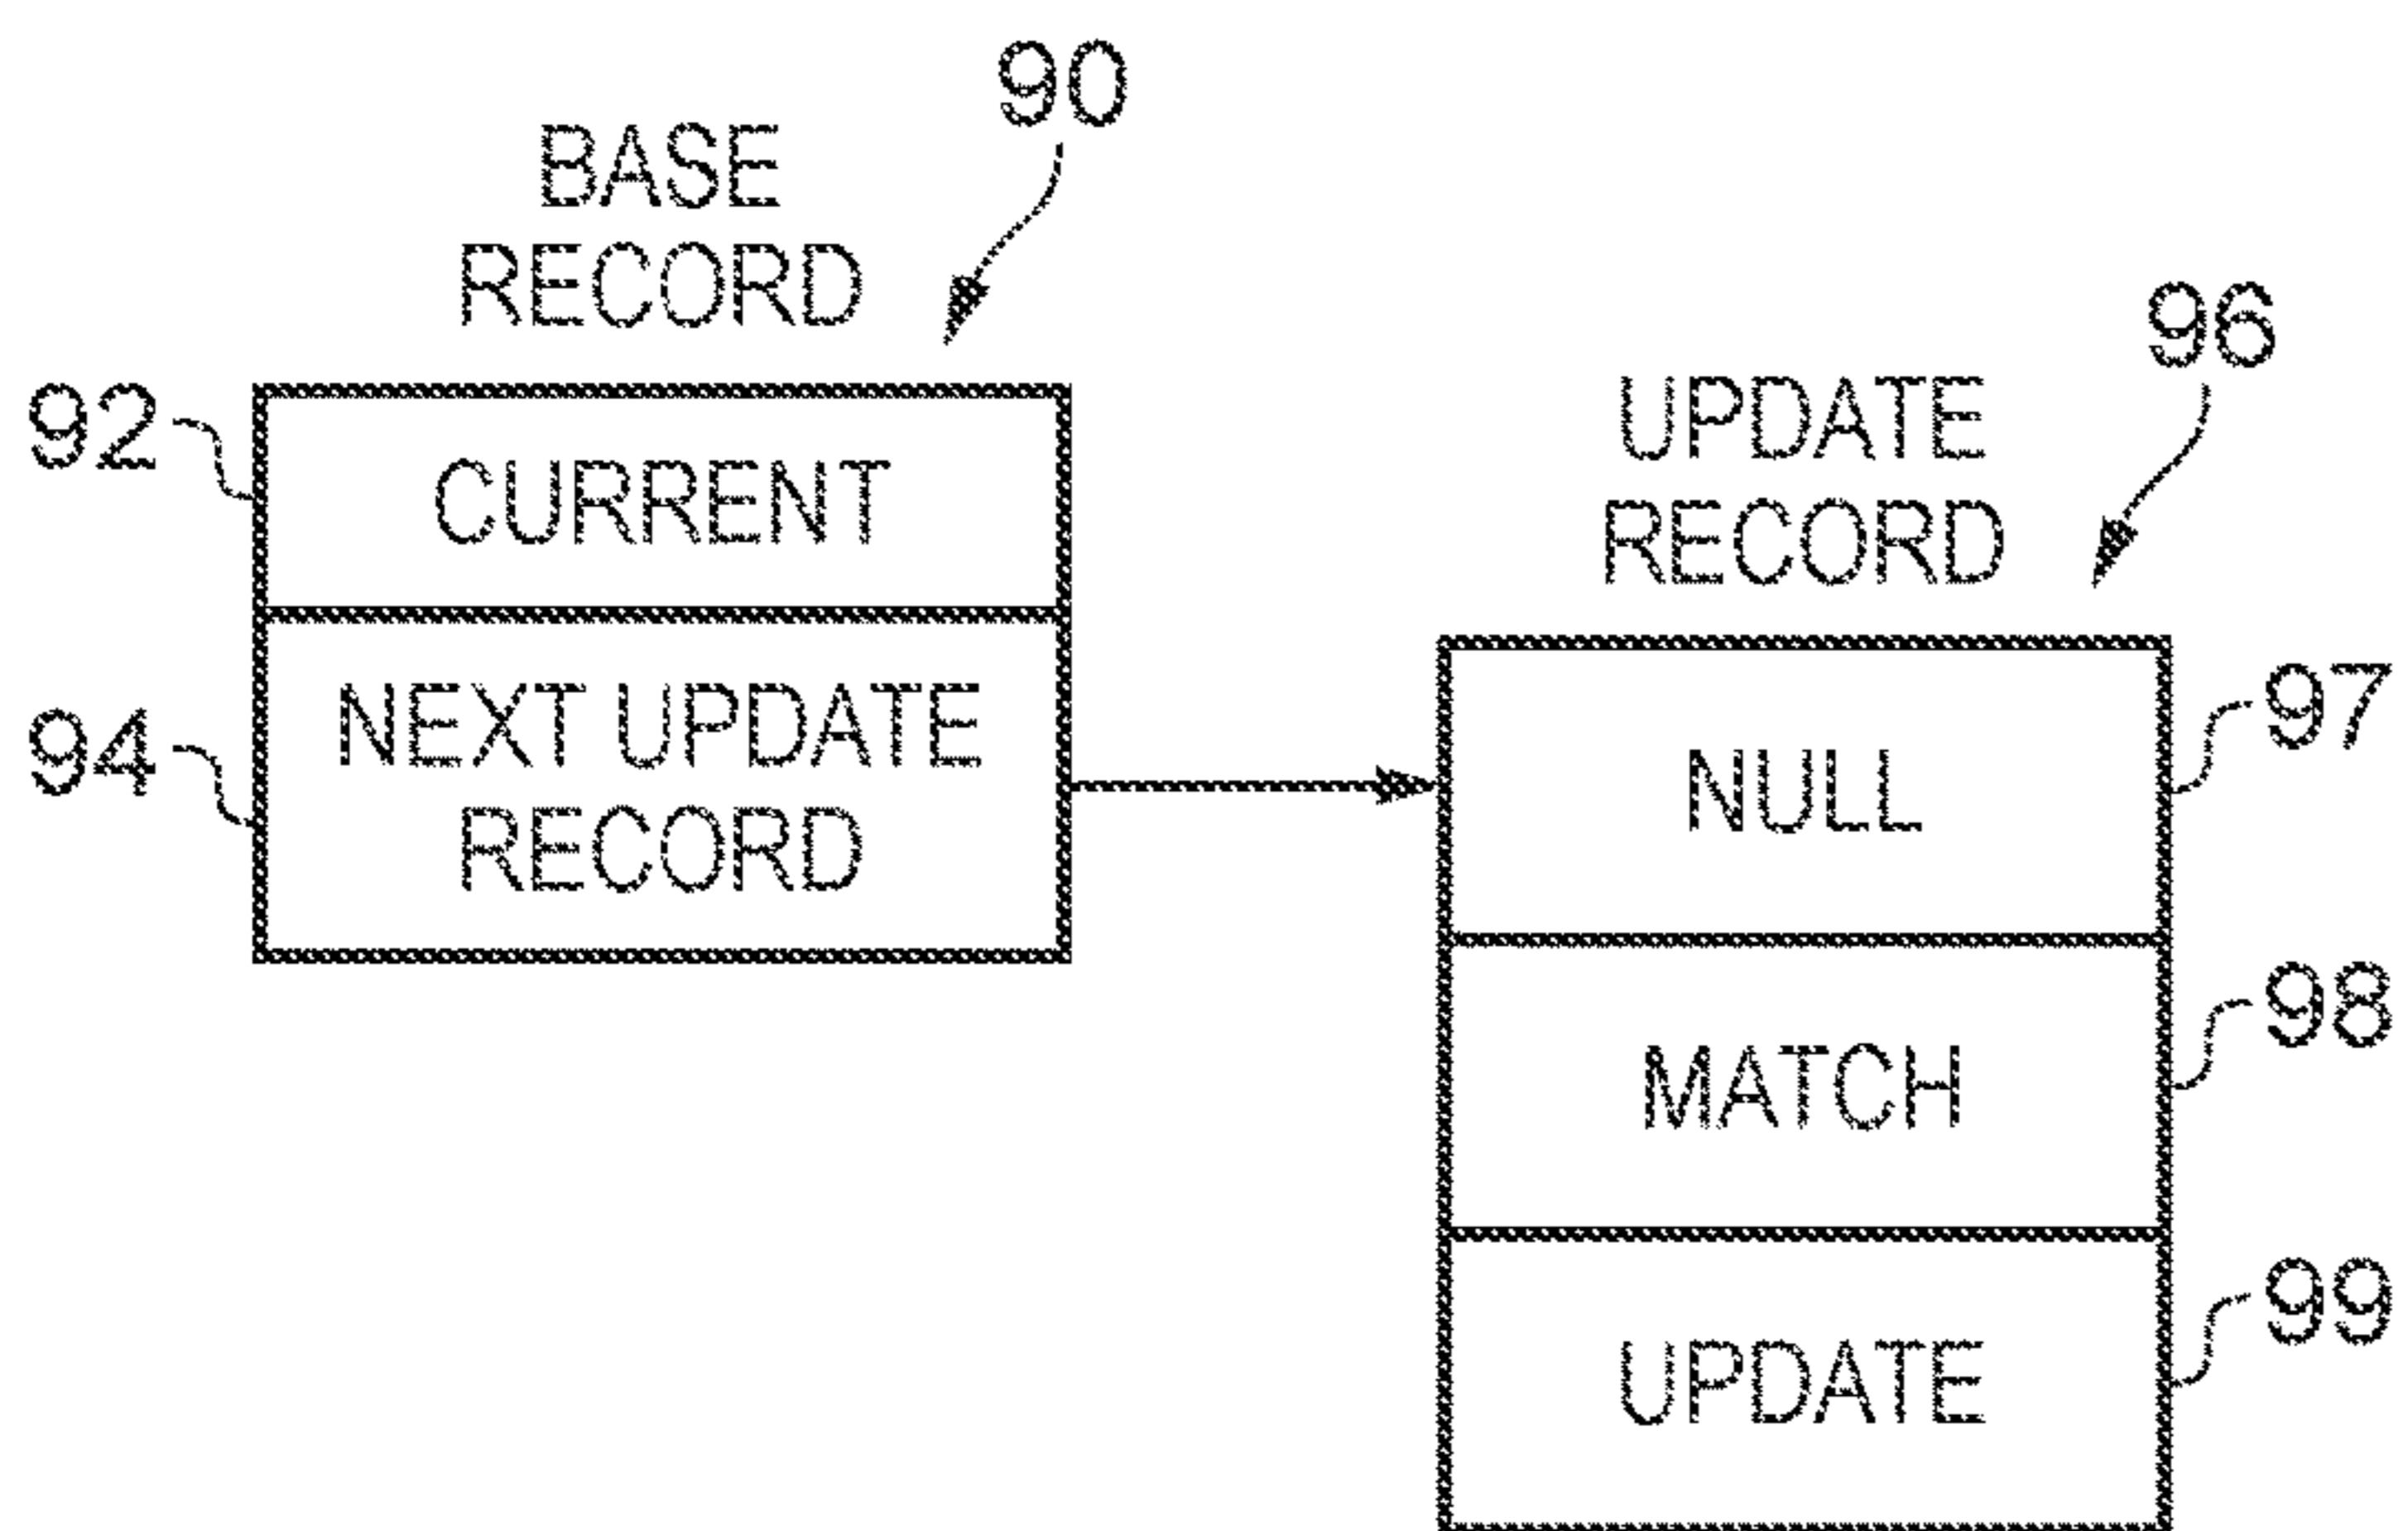 90
BASE
RECORD
92
CURRENT
94
NEXT UPDATE
RECORD
96
UPDATE
RECORD
97
NULL
98
MATCH
99
UPDATE